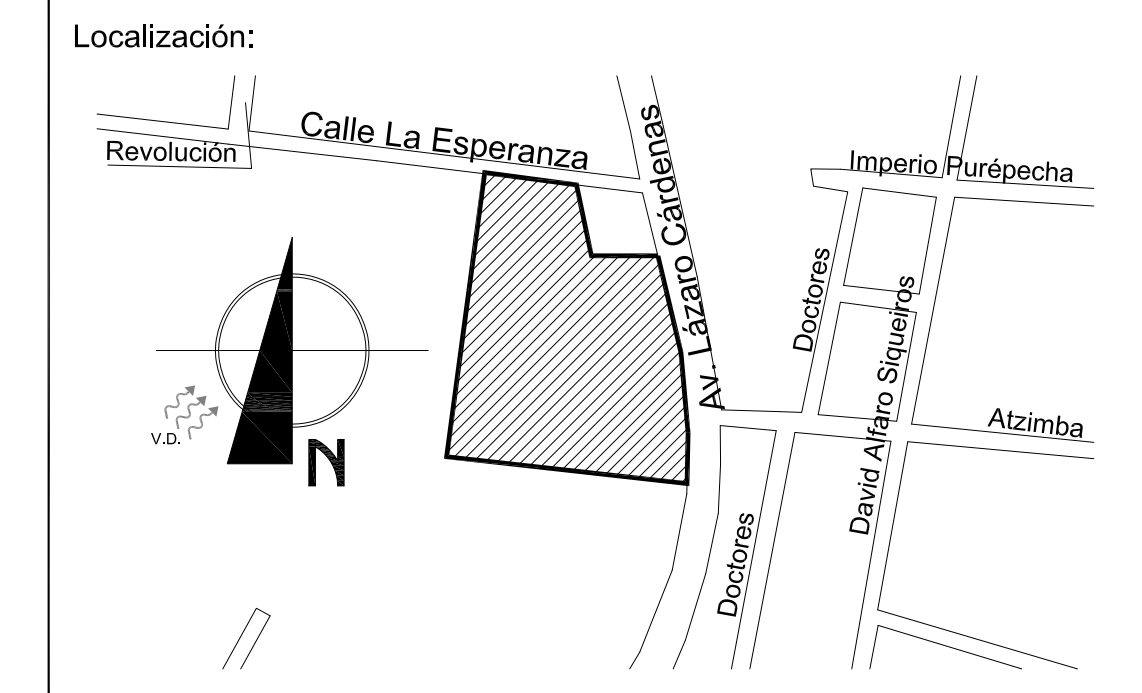 Localización:
Calle La Esperanza
Revolución
Av. Lázaro Cárdenas
Imperio Purépecha
Doctores
David Alfaro Siqueiros
Atzimba
V.D.
N
Doctores